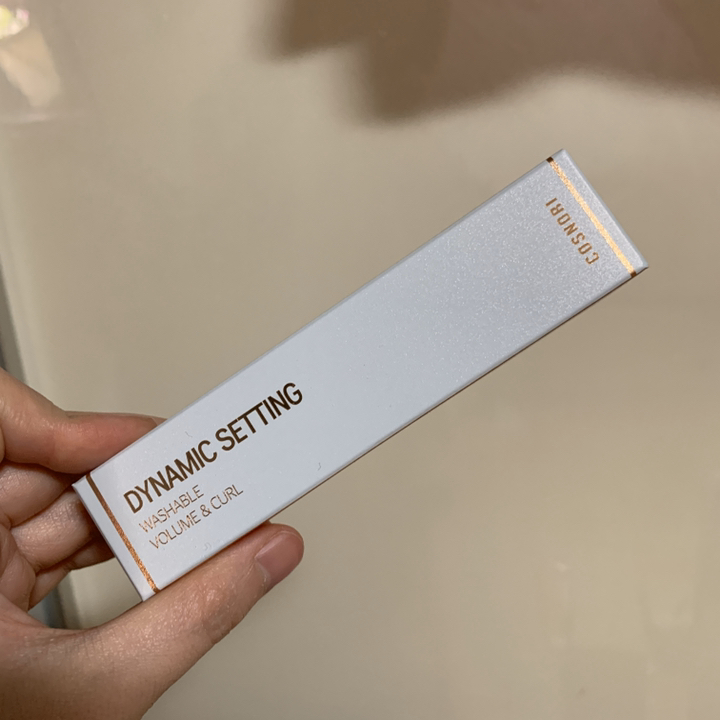 COSNORI
DYNAMIC SETTING
WASHABLE
VOLUME & CURL